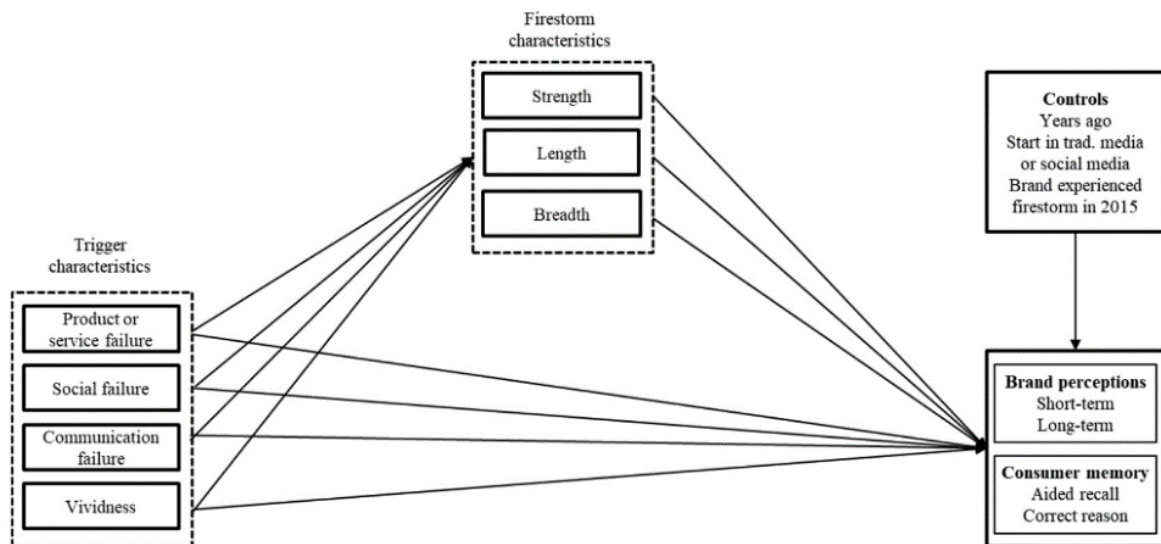 Firestorm
characteristics
Strength
Length
Breadth
Controls
Years ago
Start in trad. media
or social media
Brand experienced
firestorm in 2015
Trigger
characteristics
Product or
service failure
Social failure
Communication
failure
Vividness
Brand perceptions
Short-term
Long-term
Consumer memory
Aided recall
Correct reason